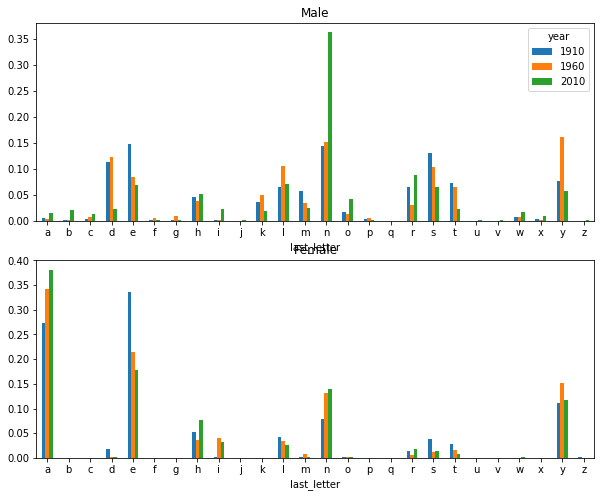 Male
0.35
0.30
0.25
0.20
0.15
0.10
0.05
0.00
year
1910
1960
2010
a b c d e f g h i j k l m n o p q r s t u v w x y z
last_letter
Female
0.40
0.35
0.30
0.25
0.20
0.15
0.10
0.05
0.00
a b c d e f g h i j k l m n o p q r s t u v w x y z
last_letter